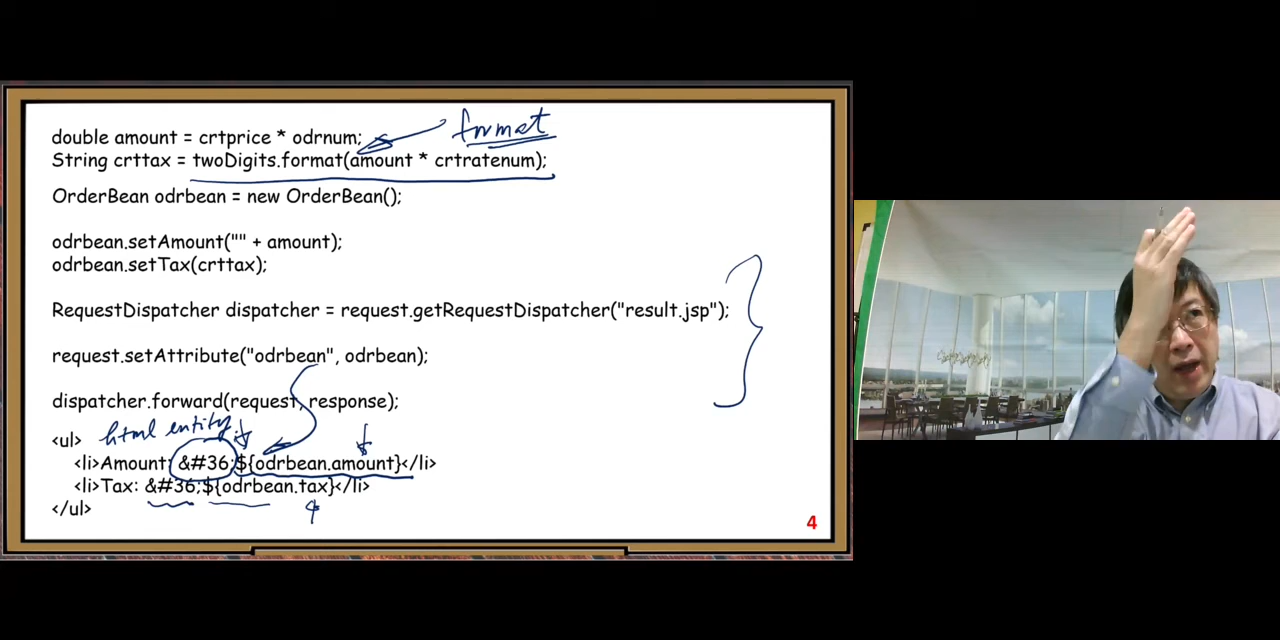 format
double amount = crtprice * odrnum;
String crttax = twoDigits.format(amount * crtratenum);
OrderBean odrbean = new OrderBean();
odrbean.setAmount("" + amount);
odrbean.setTax(crttax);
RequestDispatcher dispatcher = request.getRequestDispatcher("result.jsp");
request.setAttribute("odrbean", odrbean);
dispatcher.forward(request, response);
html entity
<ul>
<li>Amount: &#36;${odrbean.amount}</li>
<li>Tax: &#36;${odrbean.tax}</li>
</ul>
4